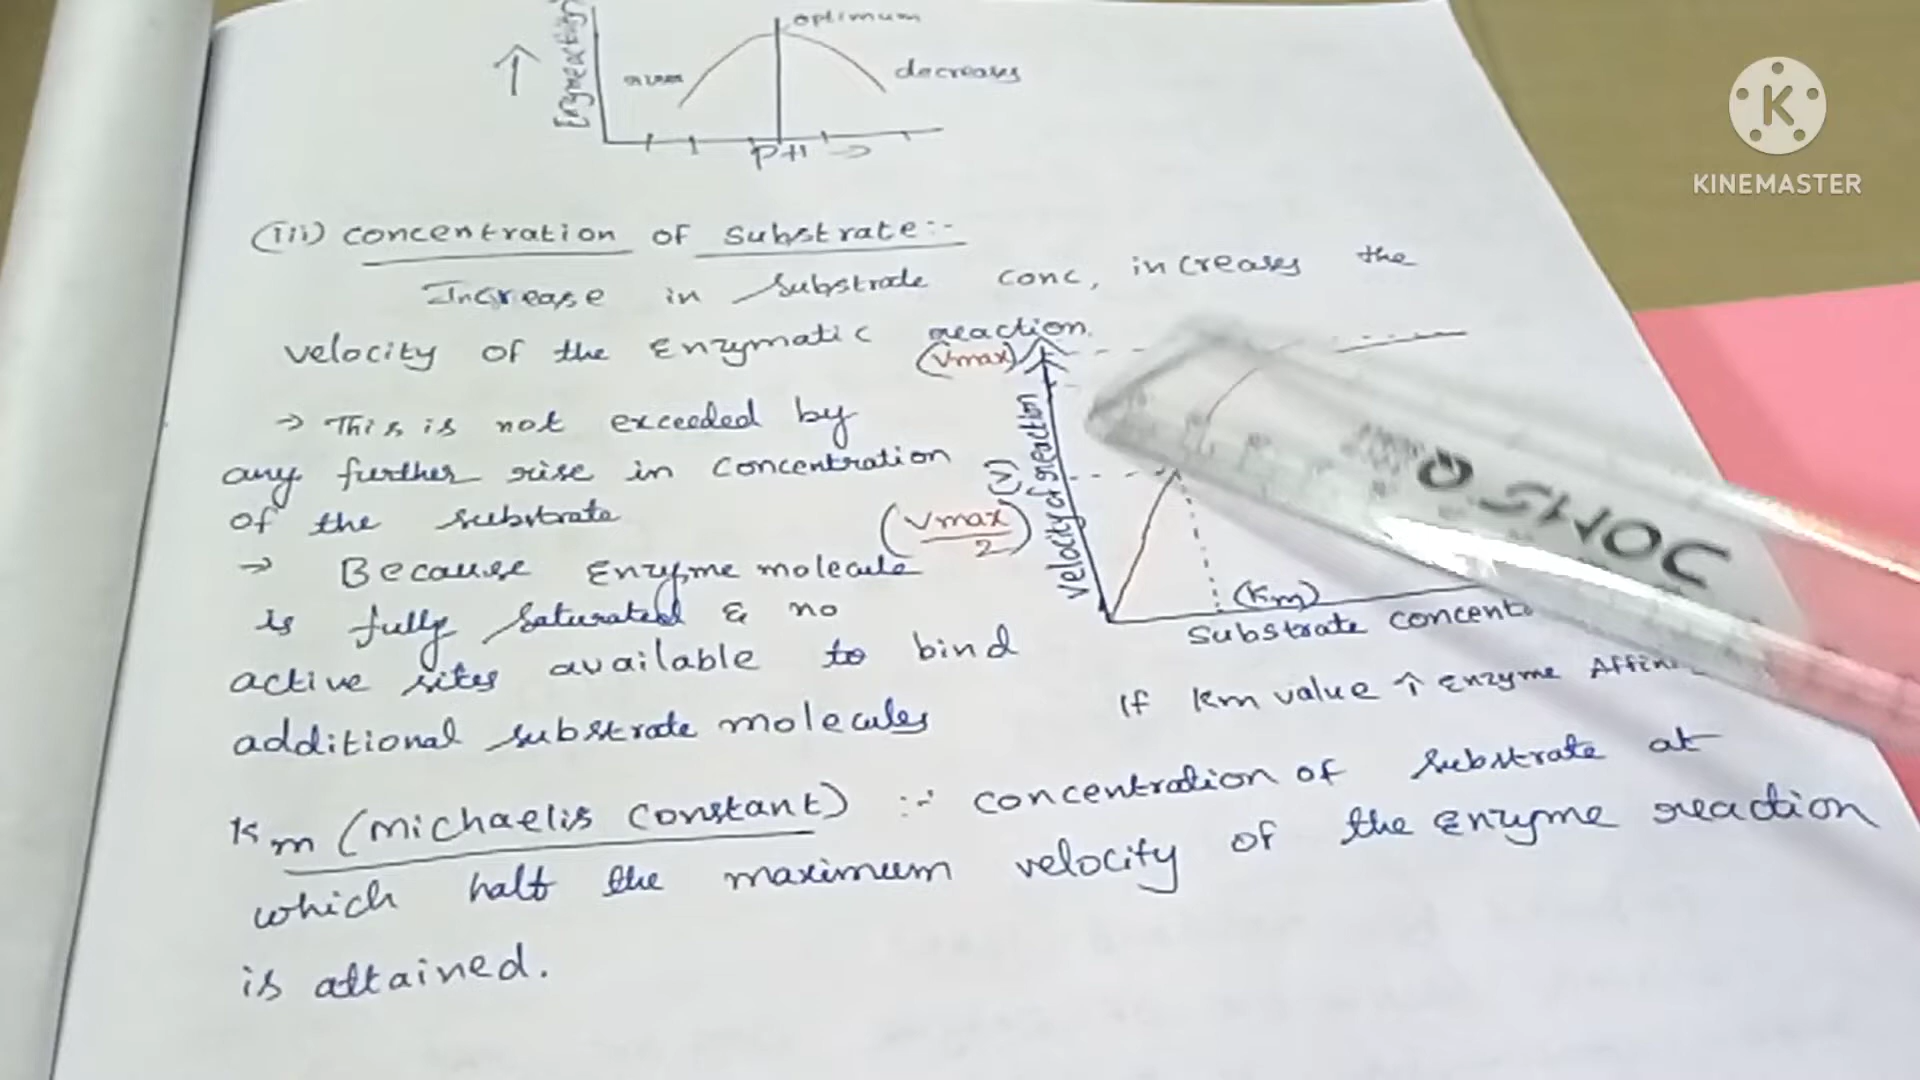 Enzyme activity
optimum
decreases
PH →
K
KINEMASTER
(iii) concentration of substrate:-
Increase in substrate conc, increases the
velocity of the Enzymatic reaction.
→ This is not exceeded by
any further rise in concentration
of the substrate
→ Because Enzyme molecule
is fully saturated & no
active sites available to bind
additional substrate molecules
(Vmax)
(Vmax/2)
Velocity of reaction (V)
(Km)
Substrate concent
If Km value ↑ Enzyme
DOMS
Km (Michaelis constant) :- concentration of substrate at
which half the maximum velocity of the enzyme reaction
is attained.